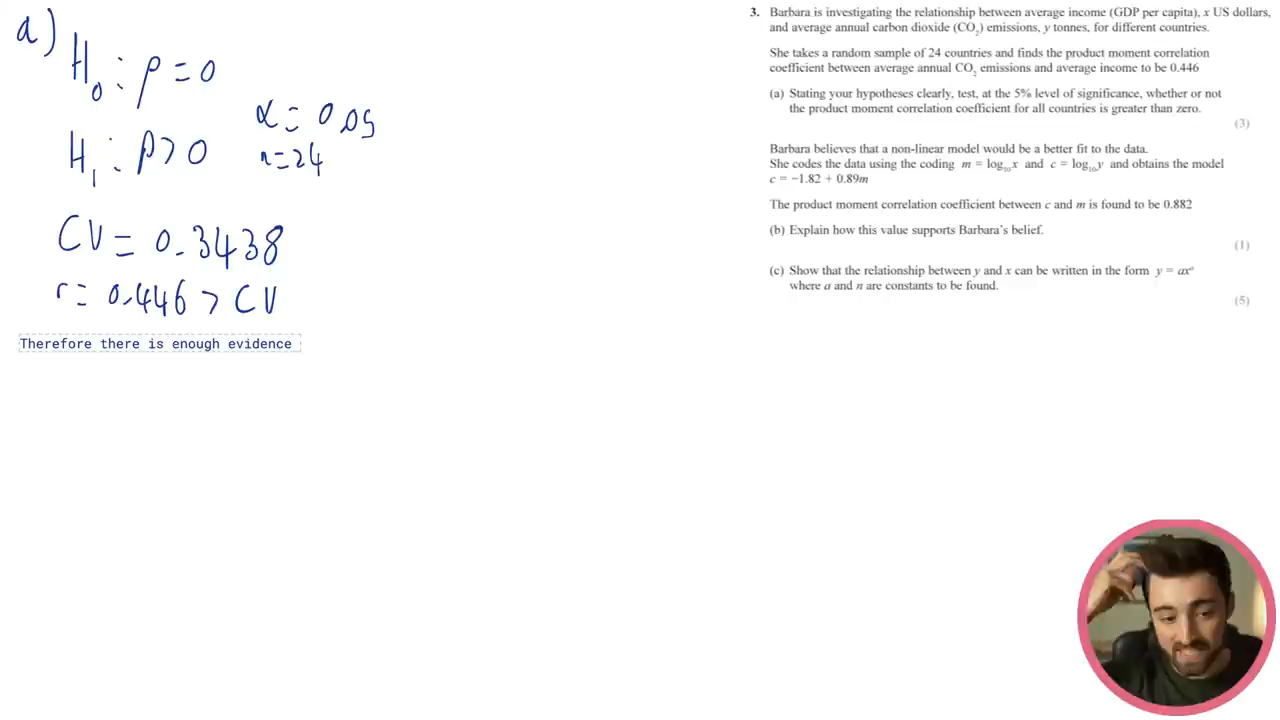 a)
H₀ : ρ = 0
α = 0.05
H₁ : ρ > 0
n = 24
CV = 0.3438
r = 0.446 > CV
Therefore there is enough evidence
3. Barbara is investigating the relationship between average income (GDP per capita), x US dollars,
and average annual carbon dioxide (CO₂) emissions, y tonnes, for different countries.
She takes a random sample of 24 countries and finds the product moment correlation
coefficient between average annual CO₂ emissions and average income to be 0.446
(a) Stating your hypotheses clearly, test, at the 5% level of significance, whether or not
the product moment correlation coefficient for all countries is greater than zero.
(3)
Barbara believes that a non-linear model would be a better fit to the data.
She codes the data using the coding m = log₁₀x and c = log₁₀y and obtains the model
c = −1.82 + 0.89m
The product moment correlation coefficient between c and m is found to be 0.882
(b) Explain how this value supports Barbara's belief.
(1)
(c) Show that the relationship between y and x can be written in the form y = axⁿ
where a and n are constants to be found.
(5)